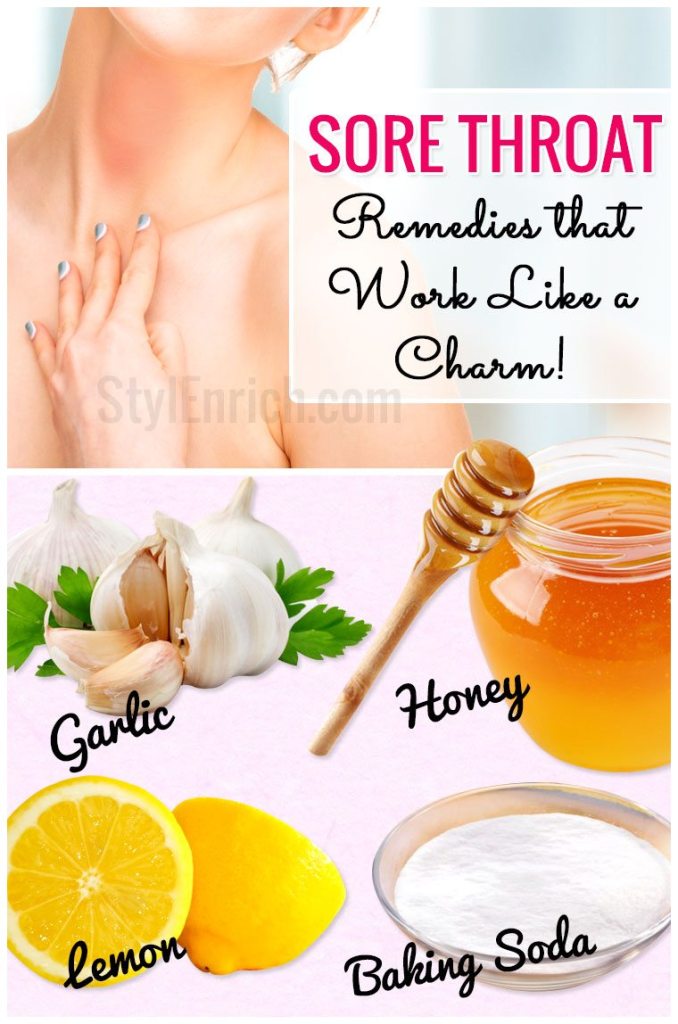 SORE THROAT
Remedies that
Work Like a
Charm!
StylEnrich.com
Garlic
Honey
Lemon
Baking Soda